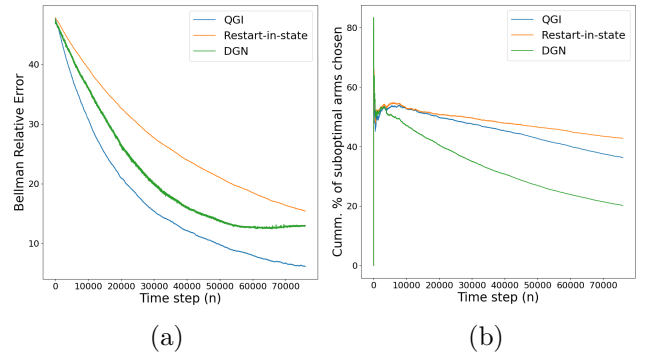 QGI
Restart-in-state
DGN
Bellman Relative Error
40
30
20
10
0 10000 20000 30000 40000 50000 60000 70000
Time step (n)
(a)
QGI
Restart-in-state
DGN
Cumm. % of suboptimal arms chosen
80
60
40
20
0
0 10000 20000 30000 40000 50000 60000 70000
Time step (n)
(b)